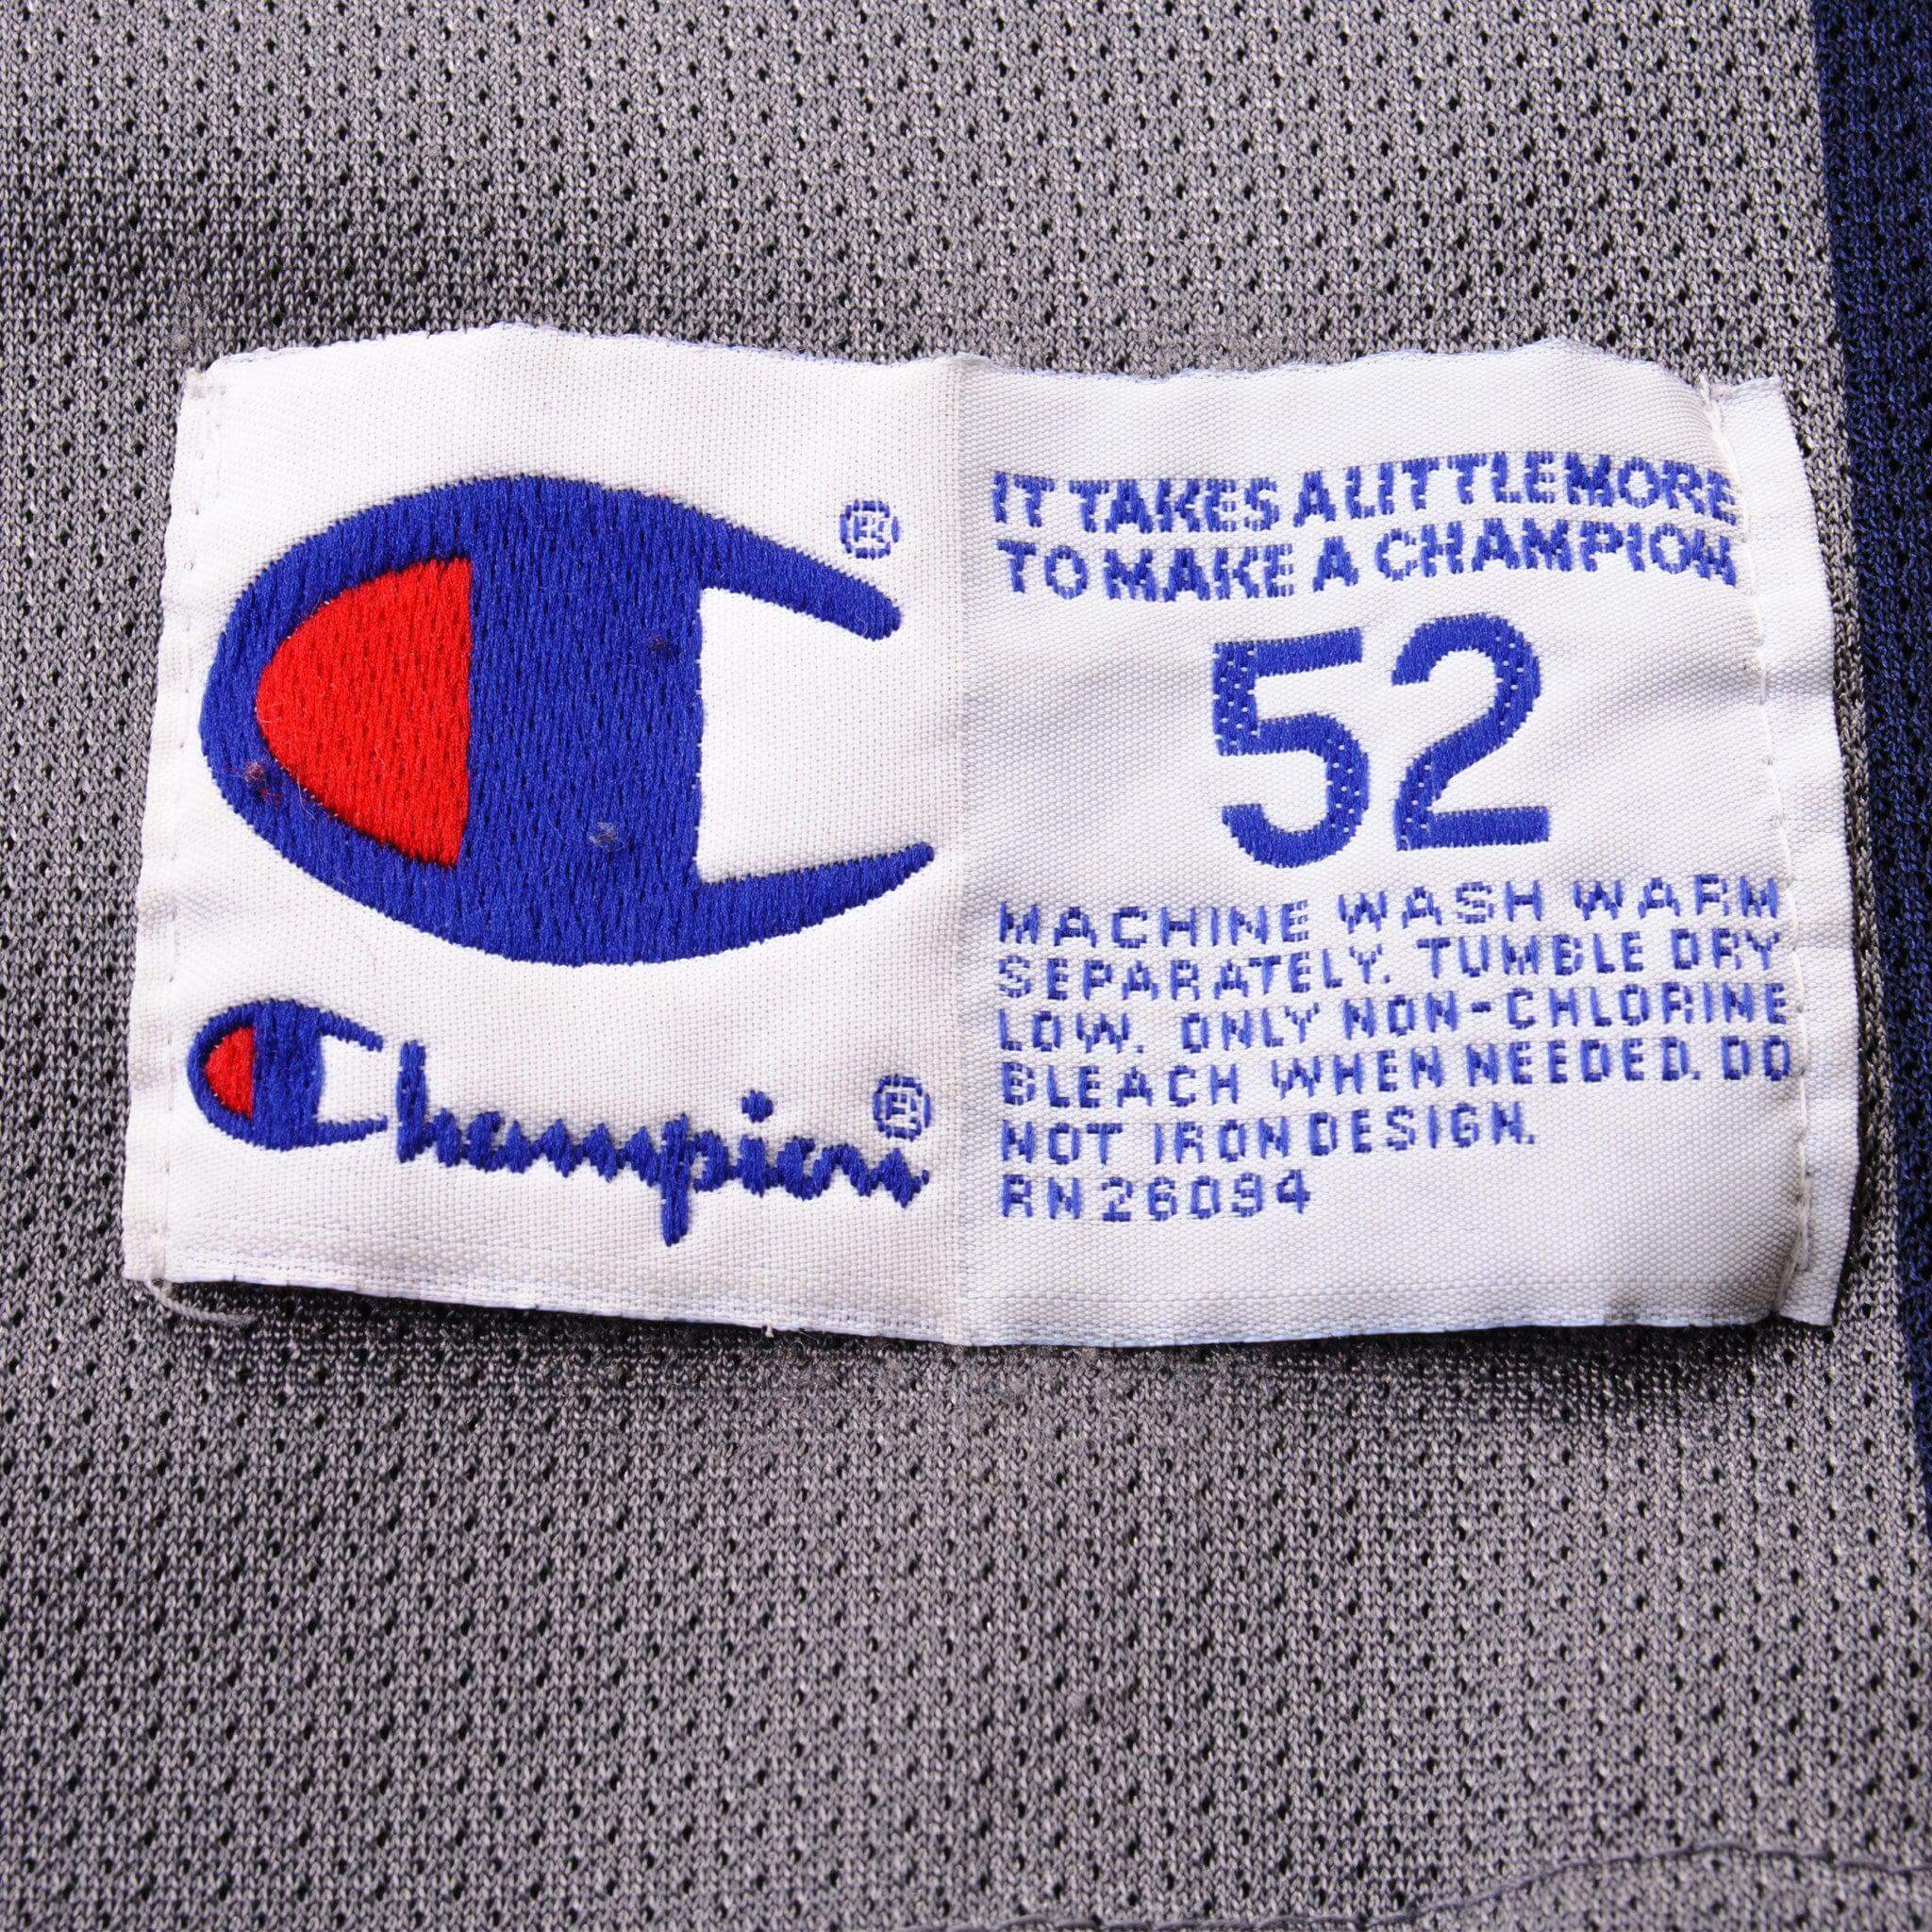 ®
Champion®
IT TAKES A LITTLE MORE
TO MAKE A CHAMPION
52
MACHINE WASH WARM
SEPARATELY. TUMBLE DRY
LOW. ONLY NON-CHLORINE
BLEACH WHEN NEEDED. DO
NOT IRON DESIGN.
RN 26094